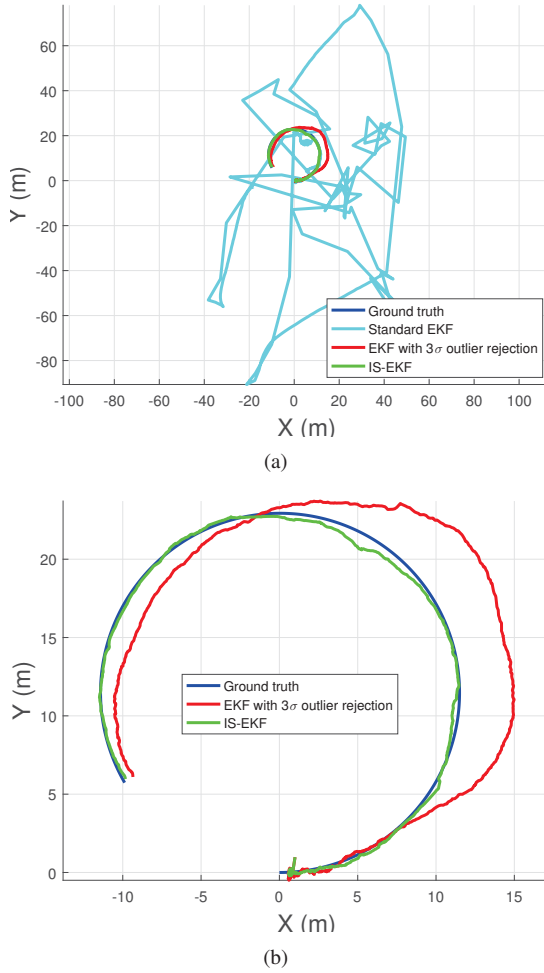 60
40
20
0
-20
-40
-60
-80
Y (m)
Ground truth
Standard EKF
EKF with 3σ outlier rejection
IS-EKF
-100 -80 -60 -40 -20 0 20 40 60 80 100
X (m)
(a)
20
15
10
5
0
Y (m)
Ground truth
EKF with 3σ outlier rejection
IS-EKF
-10 -5 0 5 10 15
X (m)
(b)